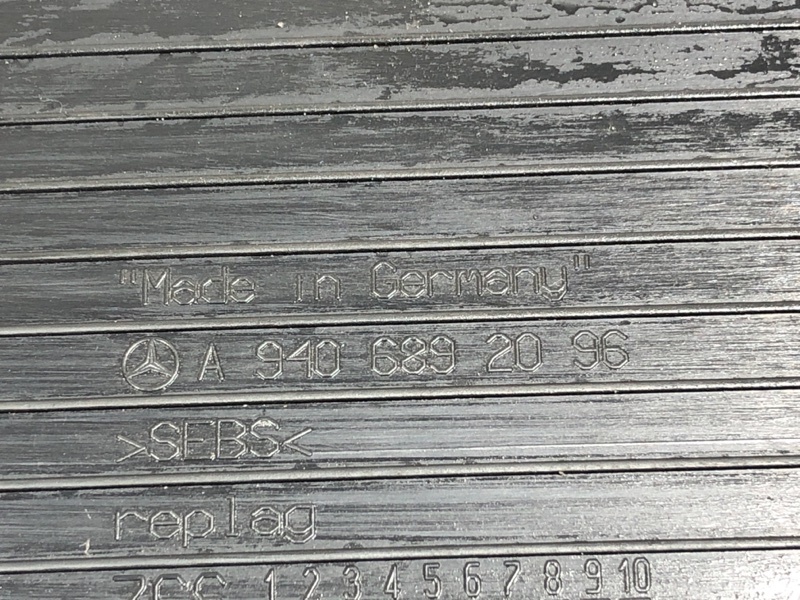 "Made in Germany"
A 940 689 20 96
>SEBS<
replag
1 2 3 4 5 6 7 8 9 10